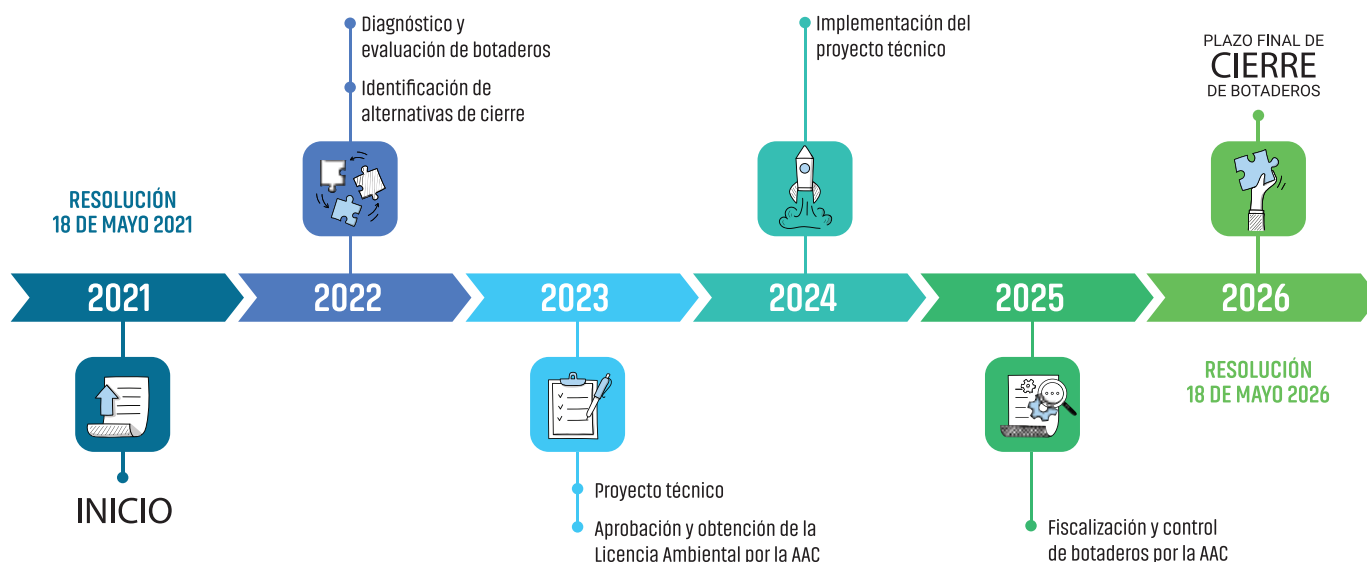 Diagnóstico y
evaluación de botaderos
Identificación de
alternativas de cierre
Implementación del
proyecto técnico
PLAZO FINAL DE
CIERRE
DE BOTADEROS
RESOLUCIÓN
18 DE MAYO 2021
2021
2022
2023
2024
2025
2026
INICIO
Proyecto técnico
Aprobación y obtención de la
Licencia Ambiental por la AAC
Fiscalización y control
de botaderos por la AAC
RESOLUCIÓN
18 DE MAYO 2026